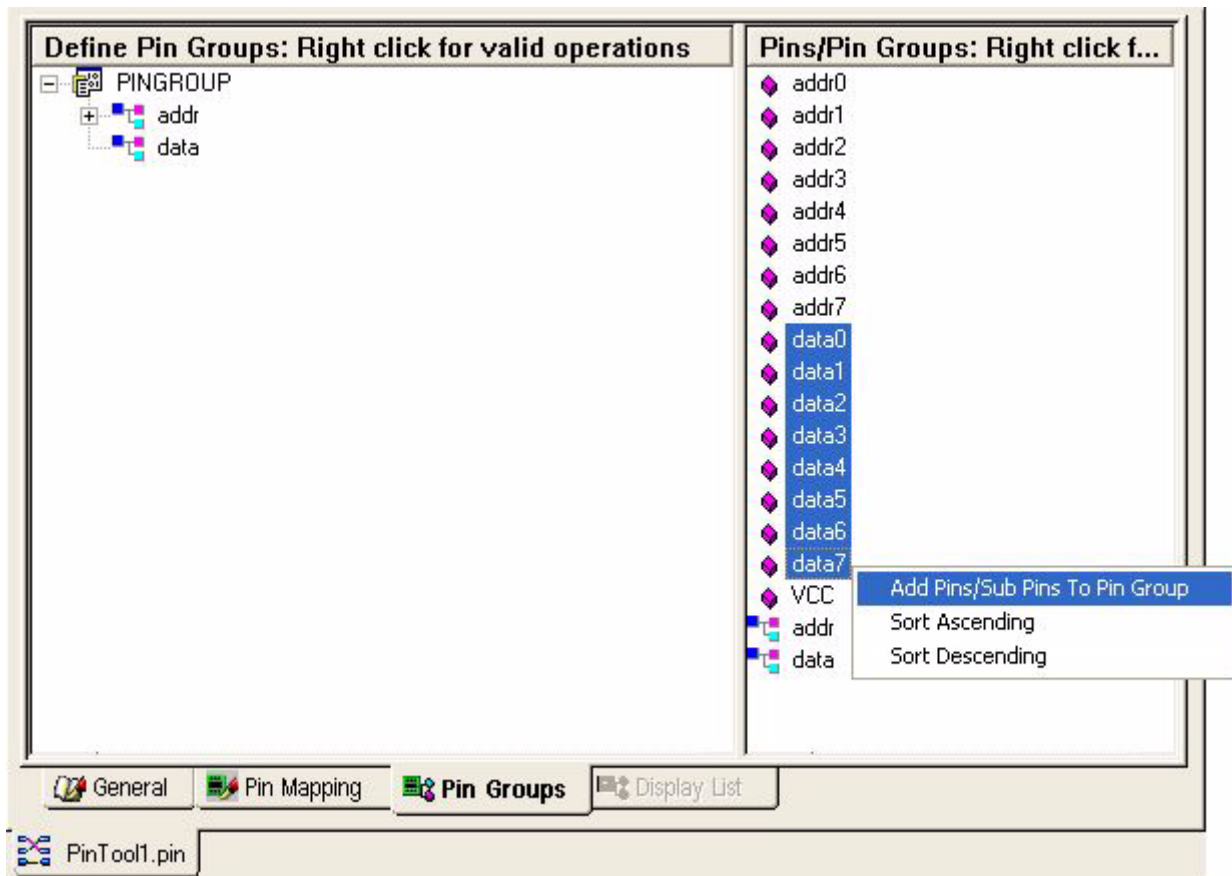 Define Pin Groups: Right click for valid operations
PINGROUP
addr
data
Pins/Pin Groups: Right click f...
addr0
addr1
addr2
addr3
addr4
addr5
addr6
addr7
data0
data1
data2
data3
data4
data5
data6
data7
VCC
addr
data
Add Pins/Sub Pins To Pin Group
Sort Ascending
Sort Descending
General
Pin Mapping
Pin Groups
Display List
PinTool1.pin